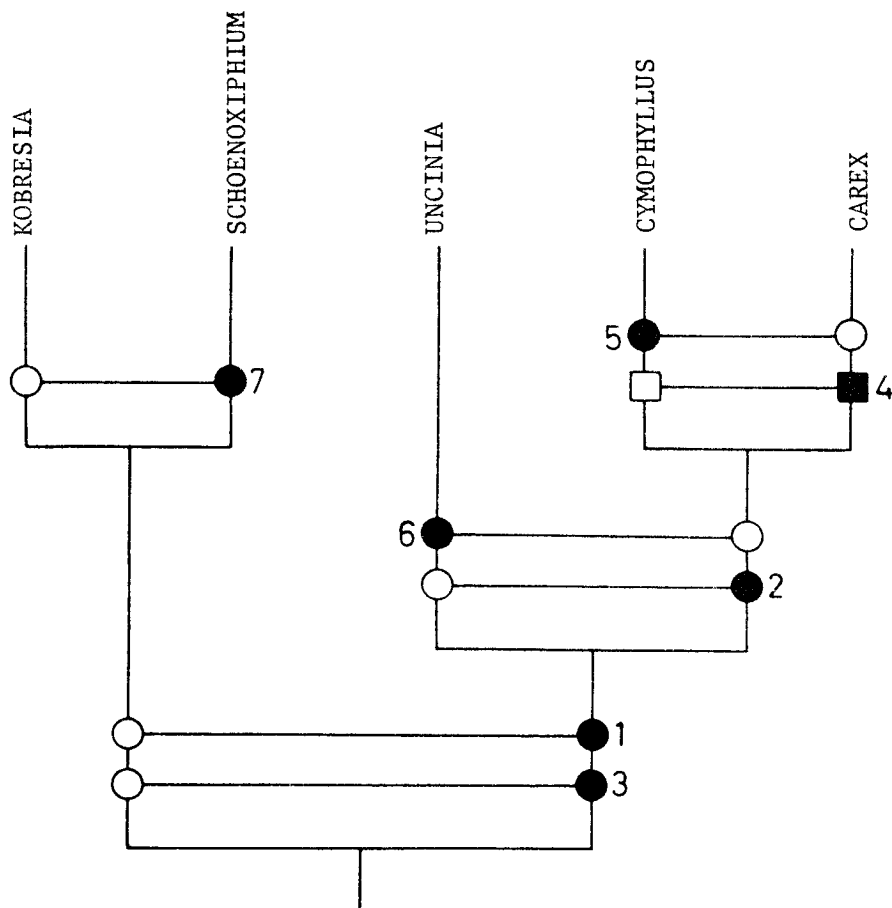 KOBRESIA
SCHOENOXIPHIUM
UNCINIA
CYMOPHYLLUS
CAREX
5
4
7
6
2
1
3